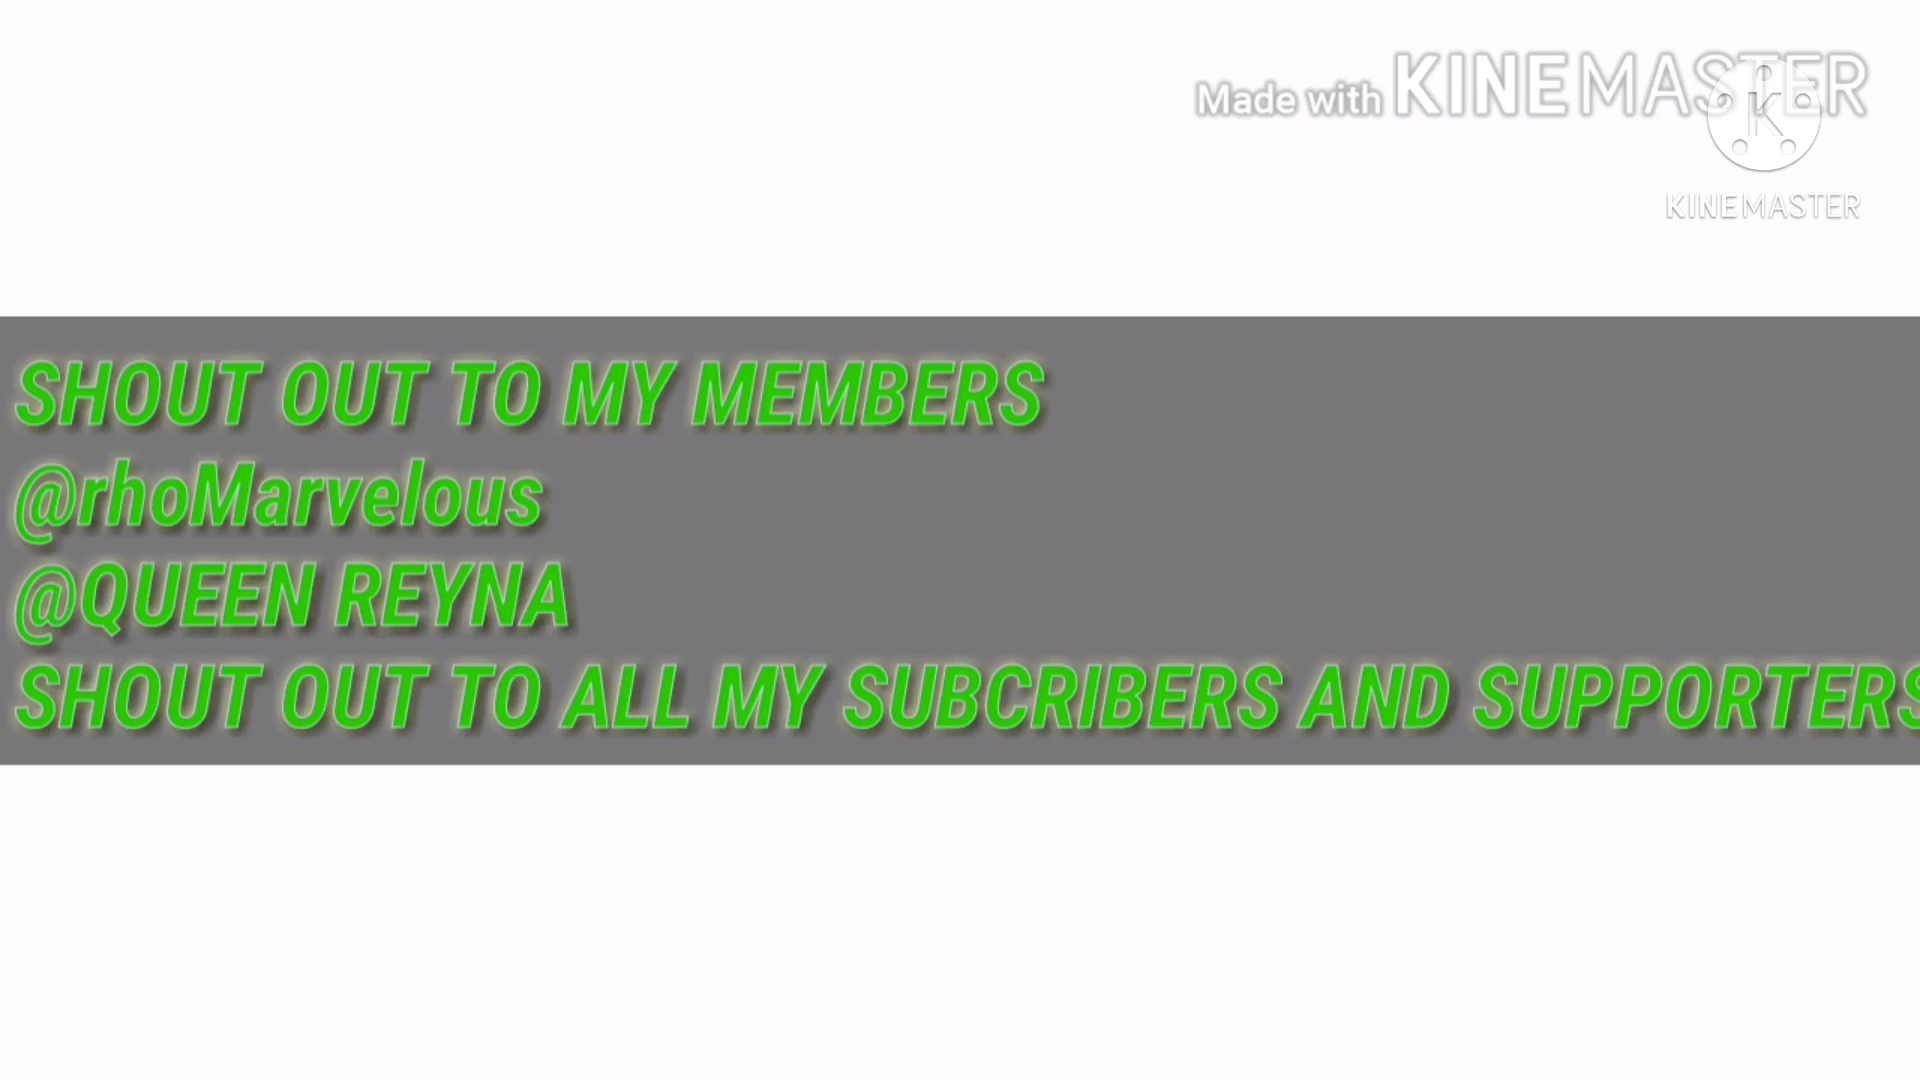 Made with KINEMASTER
K
KINEMASTER
SHOUT OUT TO MY MEMBERS
@rhoMarvelous
@QUEEN REYNA
SHOUT OUT TO ALL MY SUBCRIBERS AND SUPPORTERS